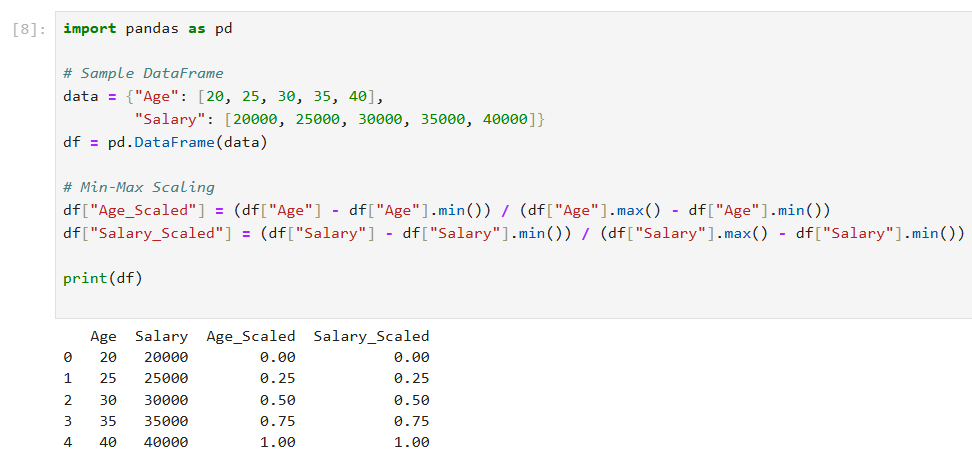 [8]: import pandas as pd
# Sample DataFrame
data = {"Age": [20, 25, 30, 35, 40],
        "Salary": [20000, 25000, 30000, 35000, 40000]}
df = pd.DataFrame(data)
# Min-Max Scaling
df["Age_Scaled"] = (df["Age"] - df["Age"].min()) / (df["Age"].max() - df["Age"].min())
df["Salary_Scaled"] = (df["Salary"] - df["Salary"].min()) / (df["Salary"].max() - df["Salary"].min())
print(df)
   Age  Salary  Age_Scaled  Salary_Scaled
0   20   20000        0.00           0.00
1   25   25000        0.25           0.25
2   30   30000        0.50           0.50
3   35   35000        0.75           0.75
4   40   40000        1.00           1.00